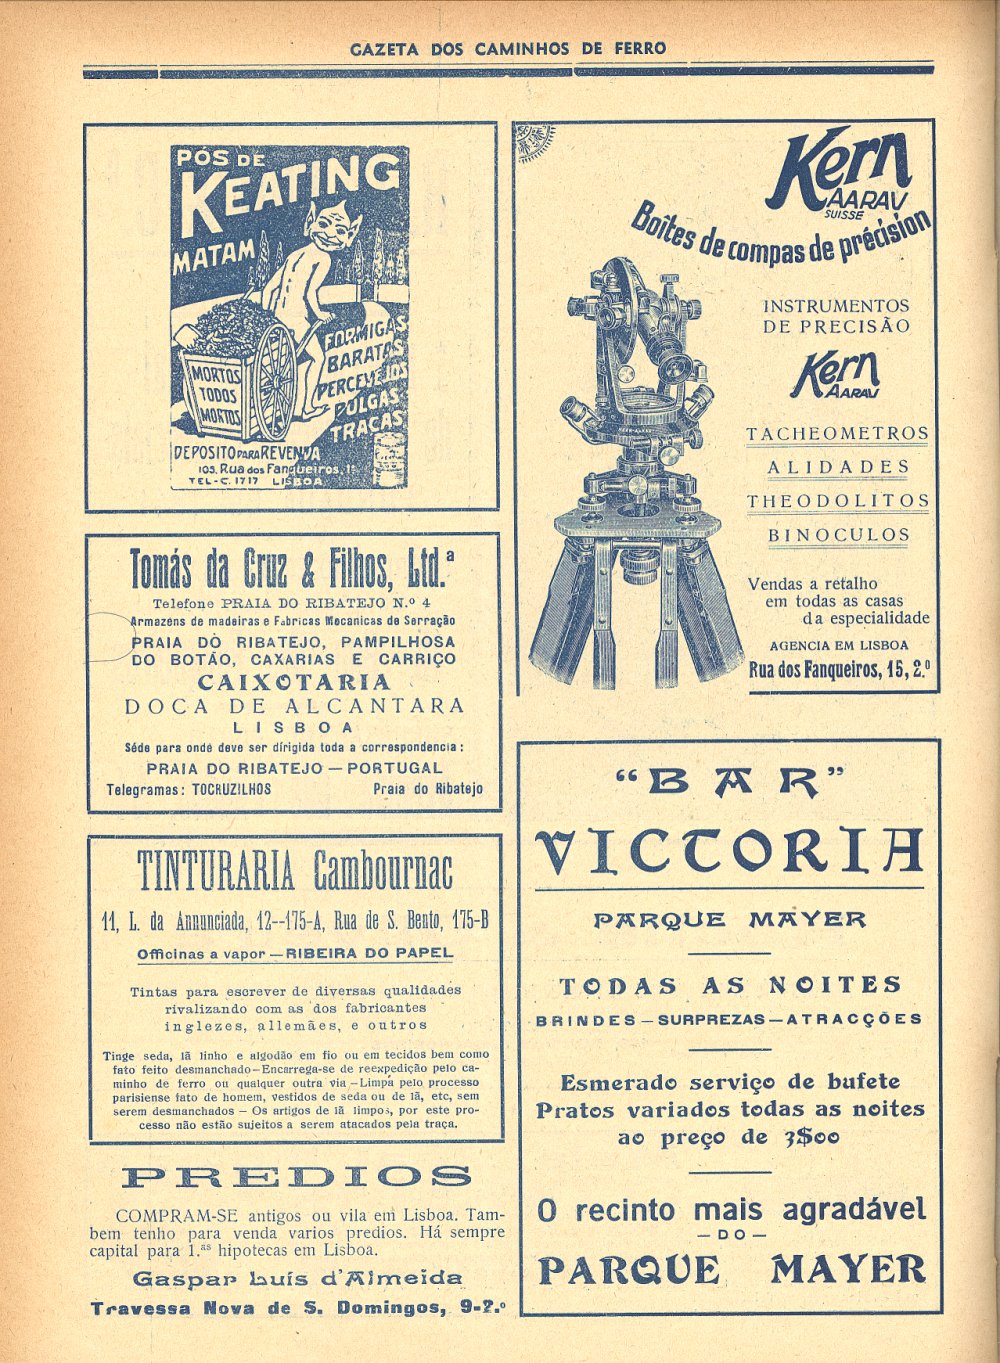 GAZETA DOS CAMINHOS DE FERRO
PÓS DE
KEATING
MATAM
FORMIGAS
BARATAS
PERCEVEJOS
PULGAS
TRAÇAS
MORTOS
TODOS
MORTOS
DEPOSITO PARA REVENDA
103, Rua dos Fanqueiros, 1º
TEL-C. 1717 LISBOA
Tomás da Cruz & Filhos, Ltd.ª
Telefone PRAIA DO RIBATEJO N.º 4
Armazens de madeiras e Fabricas Mecanicas de Serração
PRAIA DO RIBATEJO, PAMPILHOSA
DO BOTÃO, CAXARIAS E CARRIÇO
CAIXOTARIA
DOCA DE ALCANTARA
LISBOA
Séde para onde deve ser dirigida toda a correspondencia:
PRAIA DO RIBATEJO — PORTUGAL
Telegramas: TOCRUZILHOS Praia do Ribatejo
TINTURARIA Cambournac
11, L. da Annunciada, 12--175-A, Rua de S. Bento, 175-B
Officinas a vapor — RIBEIRA DO PAPEL
Tintas para escrever de diversas qualidades
rivalizando com as dos fabricantes
inglezes, allemães, e outros
Tinge seda, lã linho e algodão em fio ou em tecidos bem como
fato feito desmanchado—Encarrega-se de reexpedição pelo ca-
minho de ferro ou qualquer outra via —Limpa pelo processo
parisiense fato de homem, vestidos de seda ou de lã, etc, sem
serem desmanchados — Os artigos de lã limpos, por este pro-
cesso não estão sujeitos a serem atacados pela traça.
PREDIOS
COMPRAM-SE antigos ou vila em Lisboa. Tam-
bem tenho para venda varios predios. Há sempre
capital para 1.as hipotecas em Lisboa.
Gaspar Luís d'Almeida
Travessa Nova de S. Domingos, 9-2.º
Kern
AARAU
SUISSE
Boîtes de compas de précision
INSTRUMENTOS
DE PRECISÃO
Kern
AARAU
TACHEOMETROS
ALIDADES
THEODOLITOS
BINOCULOS
Vendas a retalho
em todas as casas
da especialidade
AGENCIA EM LISBOA
Rua dos Fanqueiros, 15, 2.º
"BAR"
VICTORIA
PARQUE MAYER
TODAS AS NOITES
BRINDES — SURPREZAS — ATRACÇÕES
Esmerado serviço de bufete
Pratos variados todas as noites
ao preço de 3$00
O recinto mais agradável
— DO —
PARQUE MAYER